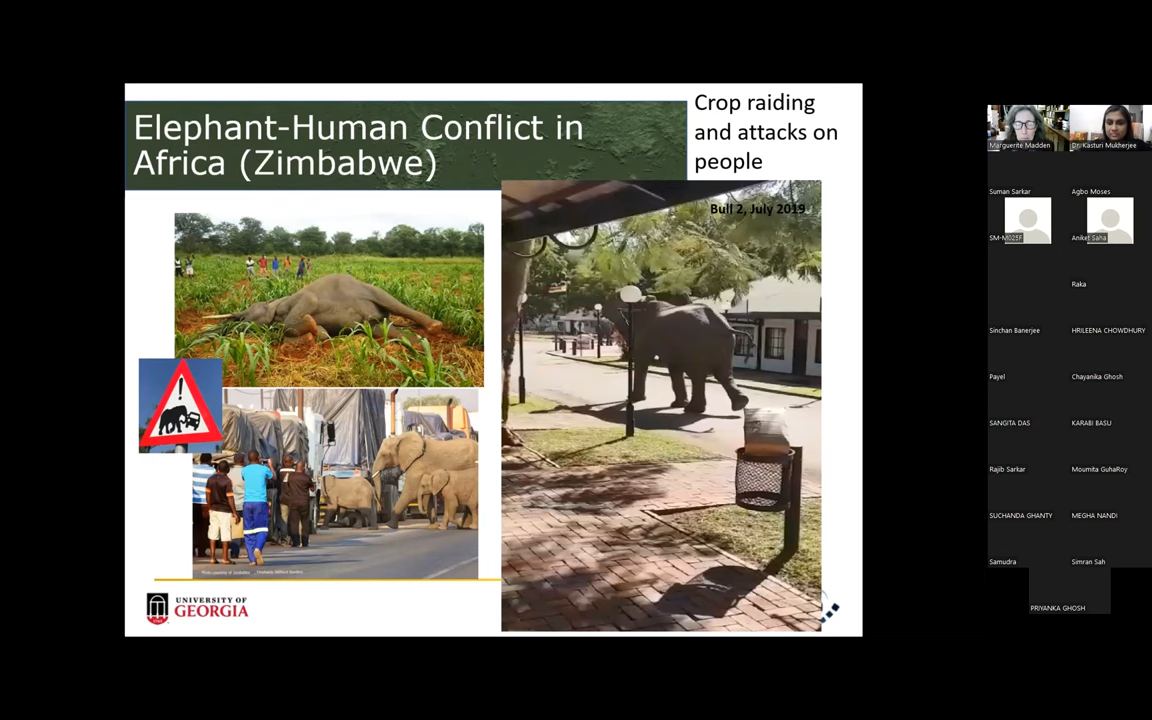 Elephant-Human Conflict in
Africa (Zimbabwe)
Crop raiding
and attacks on
people
Bull 2, July 2019
!
UNIVERSITY OF
GEORGIA
Marguerite Madden
Dr. Kasturi Mukherjee
Suman Sarkar
Agbo Moses
SM-M025F
Aniket Saha
Raka
Sinchan Banerjee
HRILEENA CHOWDHURY
Payel
Chayanika Ghosh
SANGITA DAS
KARABI BASU
Rajib Sarkar
Moumita GuhaRoy
SUCHANDA GHANTY
MEGHA NANDI
Samudra
Simran Sah
PRIYANKA GHOSH